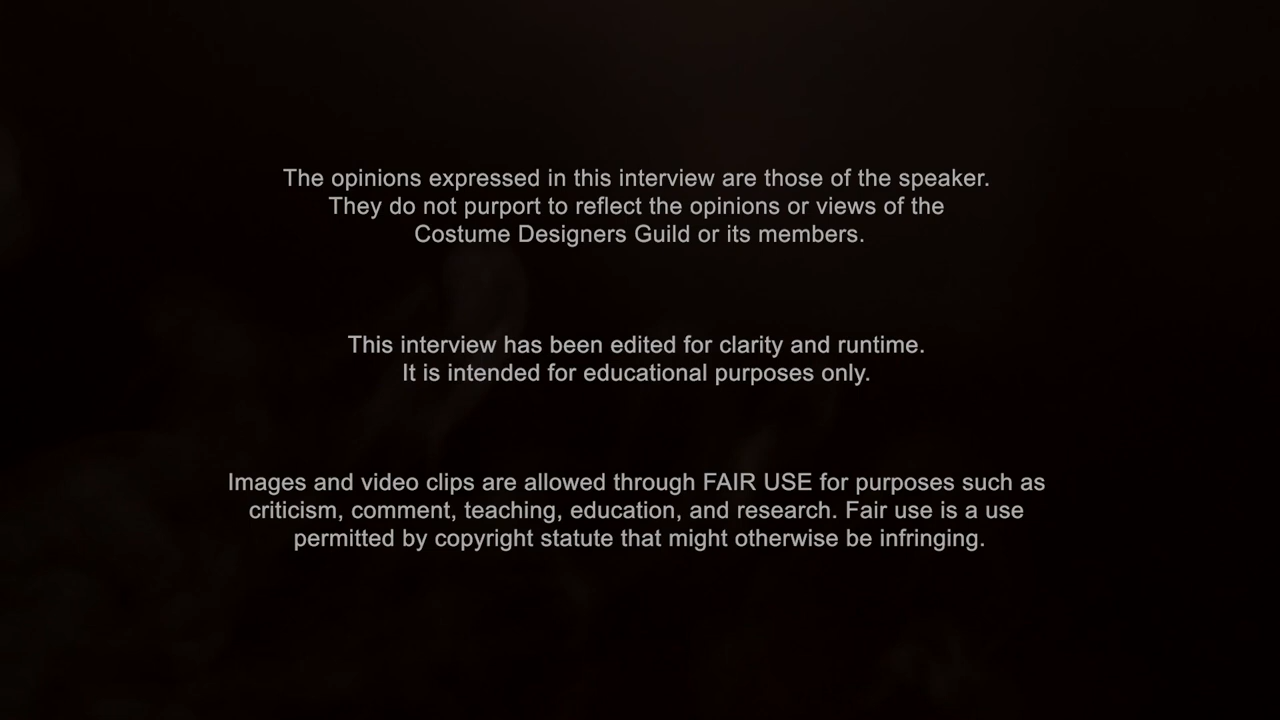 The opinions expressed in this interview are those of the speaker.
They do not purport to reflect the opinions or views of the
Costume Designers Guild or its members.
This interview has been edited for clarity and runtime.
It is intended for educational purposes only.
Images and video clips are allowed through FAIR USE for purposes such as
criticism, comment, teaching, education, and research. Fair use is a use
permitted by copyright statute that might otherwise be infringing.